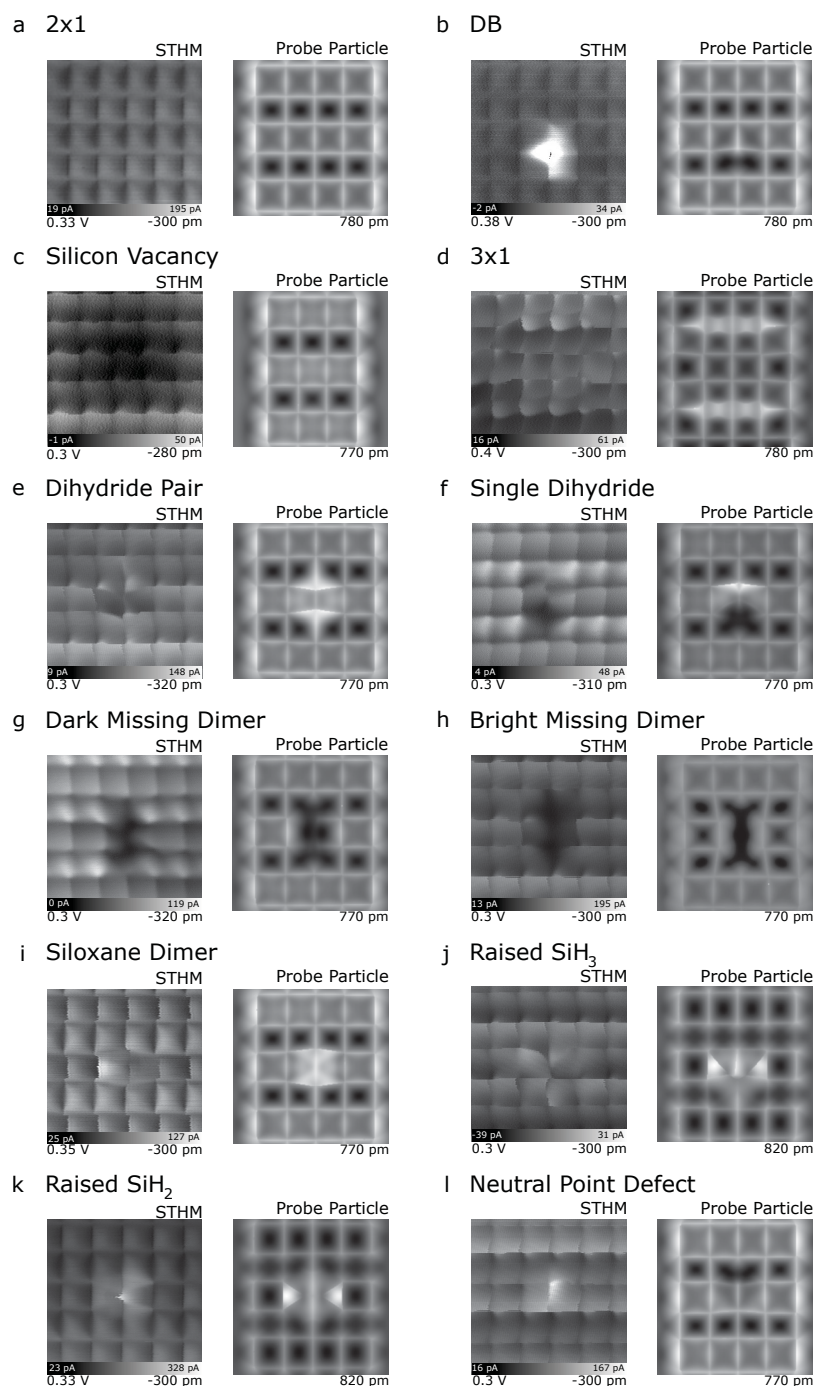 a 2x1
b DB
STHM Probe Particle
STHM Probe Particle
19 pA 195 pA
-2 pA 34 pA
0.33 V -300 pm 780 pm
0.38 V -300 pm 780 pm
c Silicon Vacancy
d 3x1
STHM Probe Particle
STHM Probe Particle
-1 pA 50 pA
16 pA 61 pA
0.3 V -280 pm 770 pm
0.4 V -300 pm 780 pm
e Dihydride Pair
f Single Dihydride
STHM Probe Particle
STHM Probe Particle
9 pA 148 pA
4 pA 48 pA
0.3 V -320 pm 770 pm
0.3 V -310 pm 770 pm
g Dark Missing Dimer
h Bright Missing Dimer
STHM Probe Particle
STHM Probe Particle
0 pA 119 pA
13 pA 195 pA
0.3 V -320 pm 770 pm
0.3 V -300 pm 770 pm
i Siloxane Dimer
j Raised SiH3
STHM Probe Particle
STHM Probe Particle
25 pA 127 pA
-39 pA 31 pA
0.35 V -300 pm 770 pm
0.3 V -300 pm 820 pm
k Raised SiH2
l Neutral Point Defect
STHM Probe Particle
STHM Probe Particle
23 pA 328 pA
16 pA 167 pA
0.33 V -300 pm 820 pm
0.3 V -300 pm 770 pm